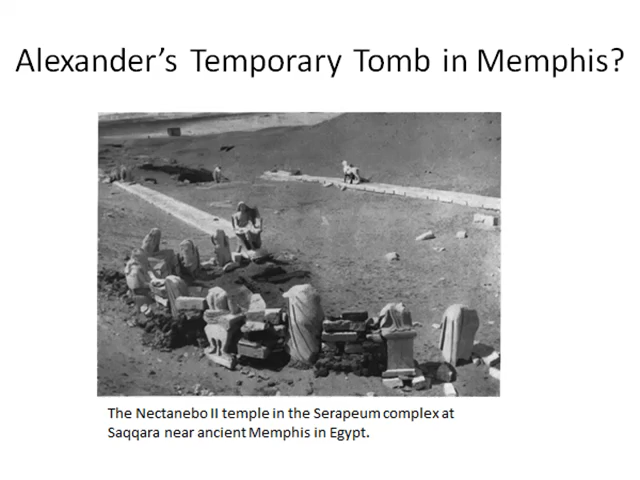 Alexander's Temporary Tomb in Memphis?
The Nectanebo II temple in the Serapeum complex at
Saqqara near ancient Memphis in Egypt.